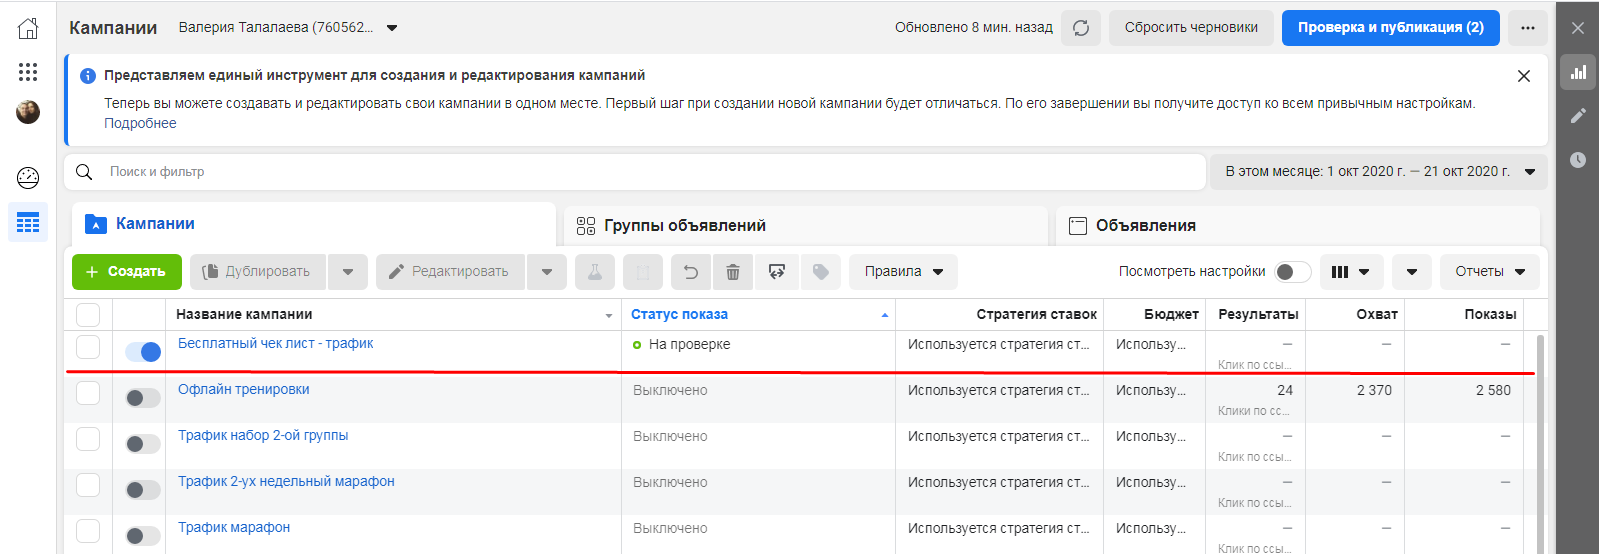 Кампании
Валерия Талалаева (760562...
Обновлено 8 мин. назад
Сбросить черновики
Проверка и публикация (2)
Представляем единый инструмент для создания и редактирования кампаний
Теперь вы можете создавать и редактировать свои кампании в одном месте. Первый шаг при создании новой кампании будет отличаться. По его завершении вы получите доступ ко всем привычным настройкам.
Подробнее
Поиск и фильтр
В этом месяце: 1 окт 2020 г. — 21 окт 2020 г.
Кампании
Группы объявлений
Объявления
+ Создать
Дублировать
Редактировать
Правила
Посмотреть настройки
Отчеты
Название кампании Статус показа Стратегия ставок Бюджет Результаты Охват Показы
Бесплатный чек лист - трафик На проверке Используется стратегия ст... Использу... — — —
Клик по ссы...
Офлайн тренировки Выключено Используется стратегия ст... Использу... 24 2 370 2 580
Клики по сс...
Трафик набор 2-ой группы Выключено Используется стратегия ст... Использу... — — —
Клик по ссы...
Трафик 2-ух недельный марафон Выключено Используется стратегия ст... Использу... — — —
Клик по ссы...
Трафик марафон Выключено Используется стратегия ст... Использу... — — —
Клик по ссы...